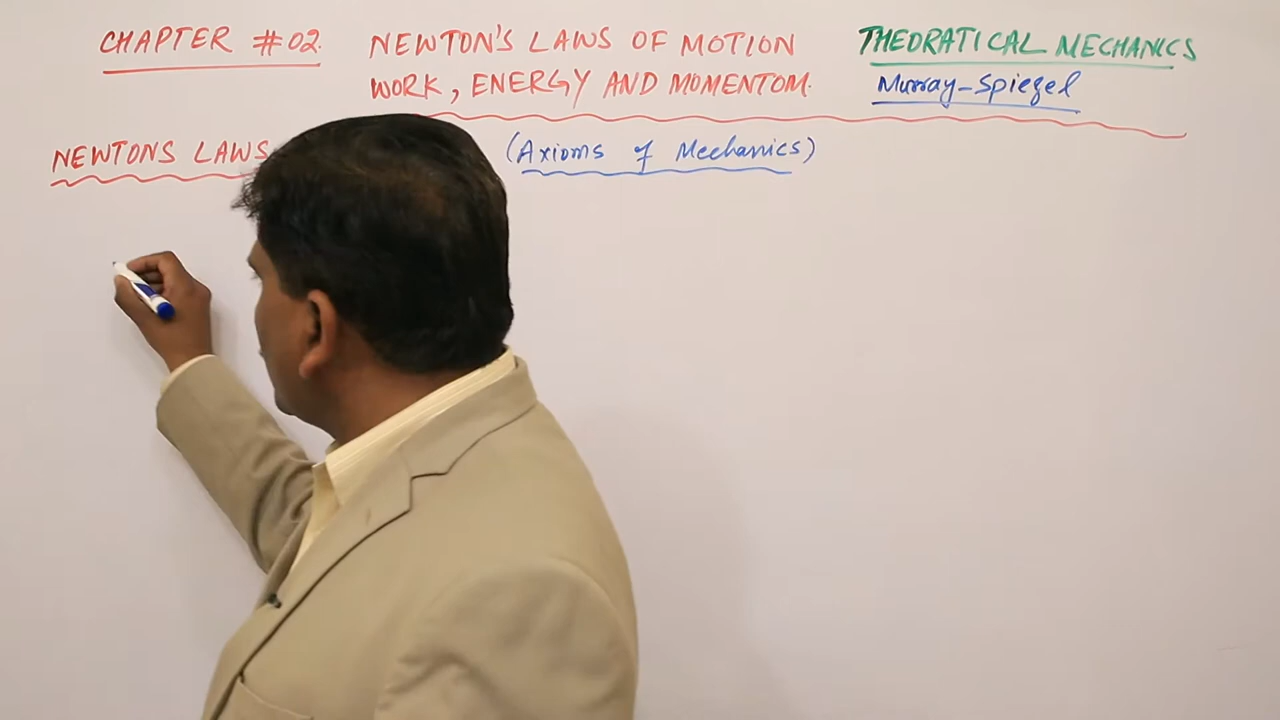 CHAPTER #02.
NEWTON'S LAWS OF MOTION
WORK, ENERGY AND MOMENTOM.
THEORATICAL MECHANICS
Murray-Spiegel
NEWTONS LAWS
(Axioms of Mechanics)